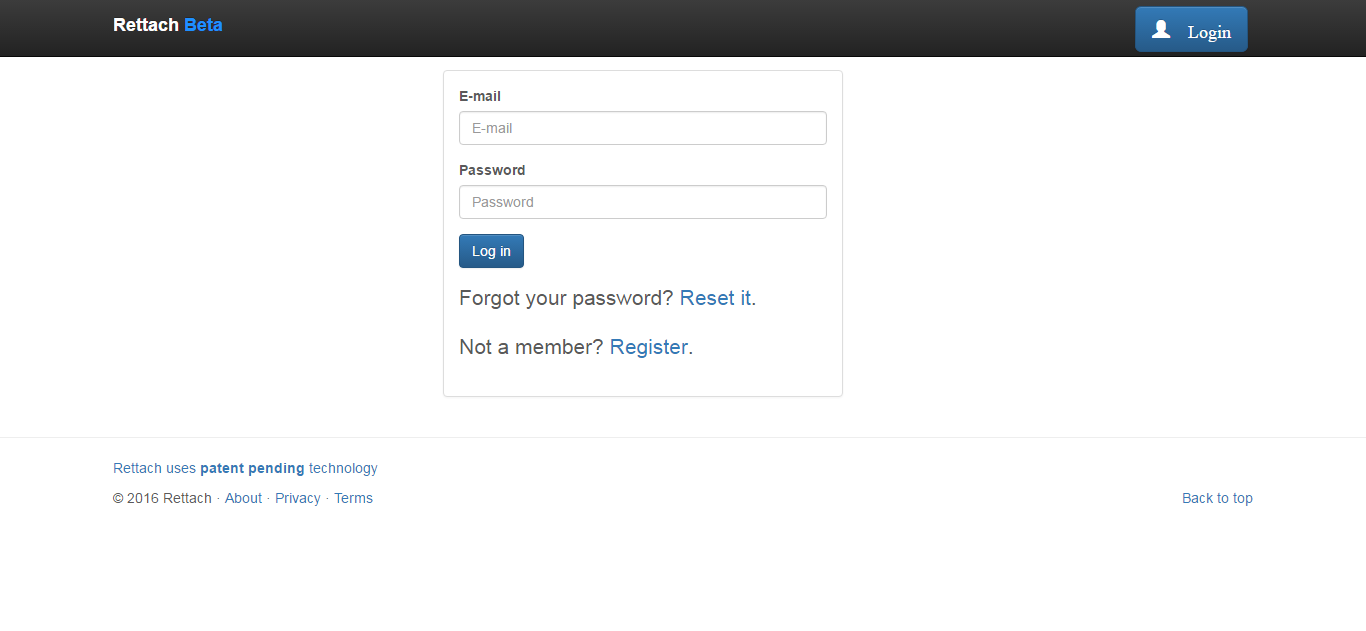 Rettach Beta
Login
E-mail
E-mail
Password
Password
Log in
Forgot your password? Reset it.
Not a member? Register.
Rettach uses patent pending technology
© 2016 Rettach · About · Privacy · Terms
Back to top